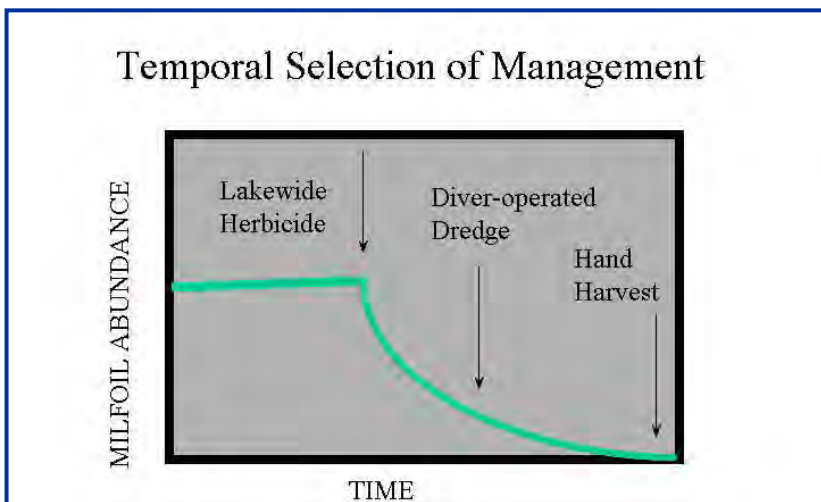 Temporal Selection of Management
Lakewide
Herbicide
Diver-operated
Dredge
Hand
Harvest
MILFOIL ABUNDANCE
TIME